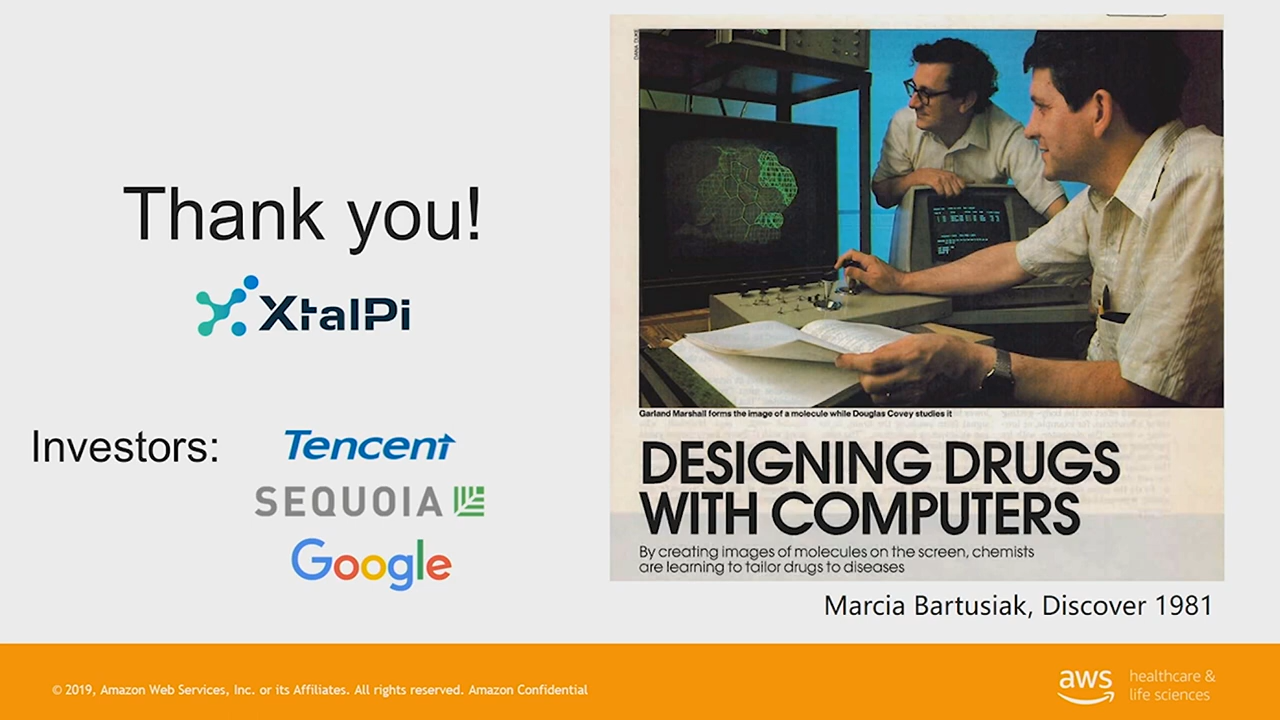 Thank you!
XtalPi
Investors:
Tencent
SEQUOIA
Google
DANA DUKE
Garland Marshall forms the image of a molecule while Douglas Covey studies it
DESIGNING DRUGS
WITH COMPUTERS
By creating images of molecules on the screen, chemists
are learning to tailor drugs to diseases
Marcia Bartusiak, Discover 1981
© 2019, Amazon Web Services, Inc. or its Affiliates. All rights reserved. Amazon Confidential
aws
healthcare &
life sciences